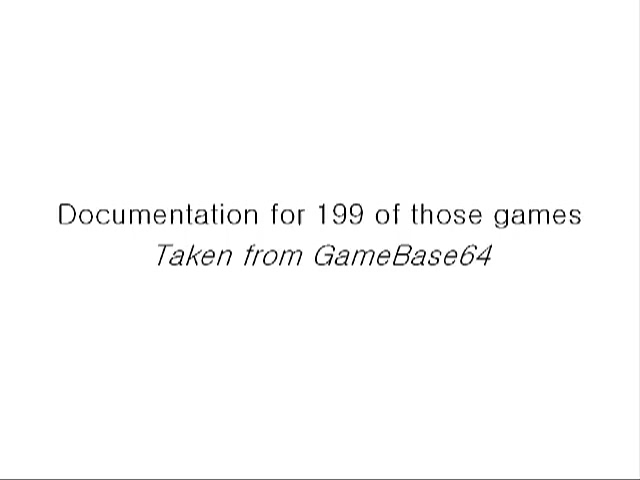 Documentation for 199 of those games
Taken from GameBase64